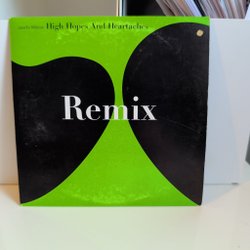 High Hopes And Heartaches
Remix